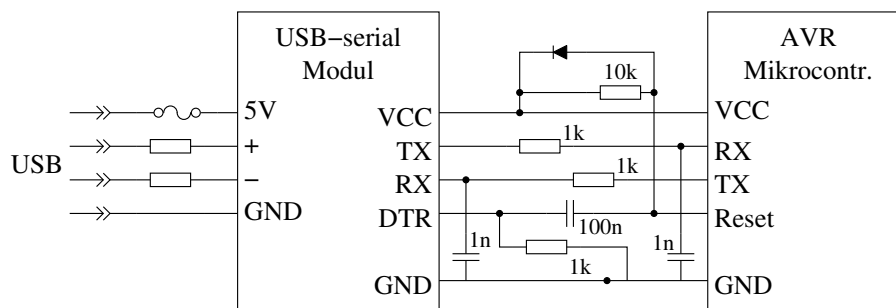 USB−serial
Modul
AVR
Mikrocontr.
10k
5V
VCC
VCC
1k
+
TX
RX
USB
1k
−
RX
TX
GND
DTR
100n
Reset
1n
1n
1k
GND
GND